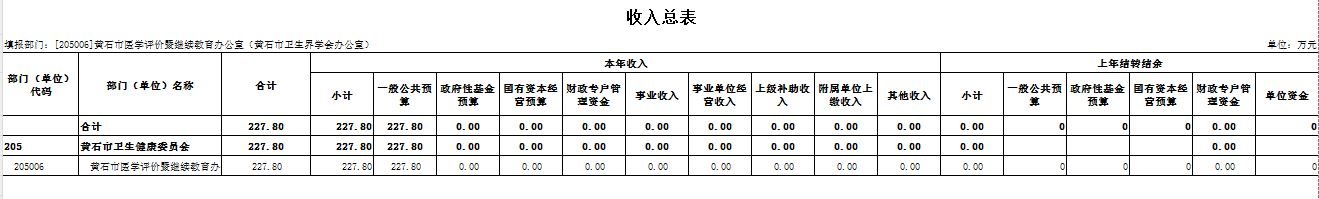 收入总表
填报部门：[205006]黄石市医学评价暨继续教育办公室（黄石市卫生界学会办公室） 单位：万元
部门（单位）代码 部门（单位）名称 合计 本年收入 上年结转结余
小计 一般公共预算 政府性基金预算 国有资本经营预算 财政专户管理资金 事业收入 事业单位经营收入 上级补助收入 附属单位上缴收入 其他收入 小计 一般公共预算 政府性基金预算 国有资本经营预算 财政专户管理资金 单位资金
合计 227.80 227.80 227.80 0.00 0.00 0.00 0.00 0.00 0.00 0.00 0.00 0.00 0 0 0 0.00 0
205 黄石市卫生健康委员会 227.80 227.80 227.80 0.00 0.00 0.00 0.00 0.00 0.00 0.00 0.00 0.00 0.00
205006 黄石市医学评价暨继续教育办 227.80 227.80 227.80 0.00 0.00 0.00 0.00 0.00 0.00 0.00 0.00 0.00 0 0 0 0.00 0